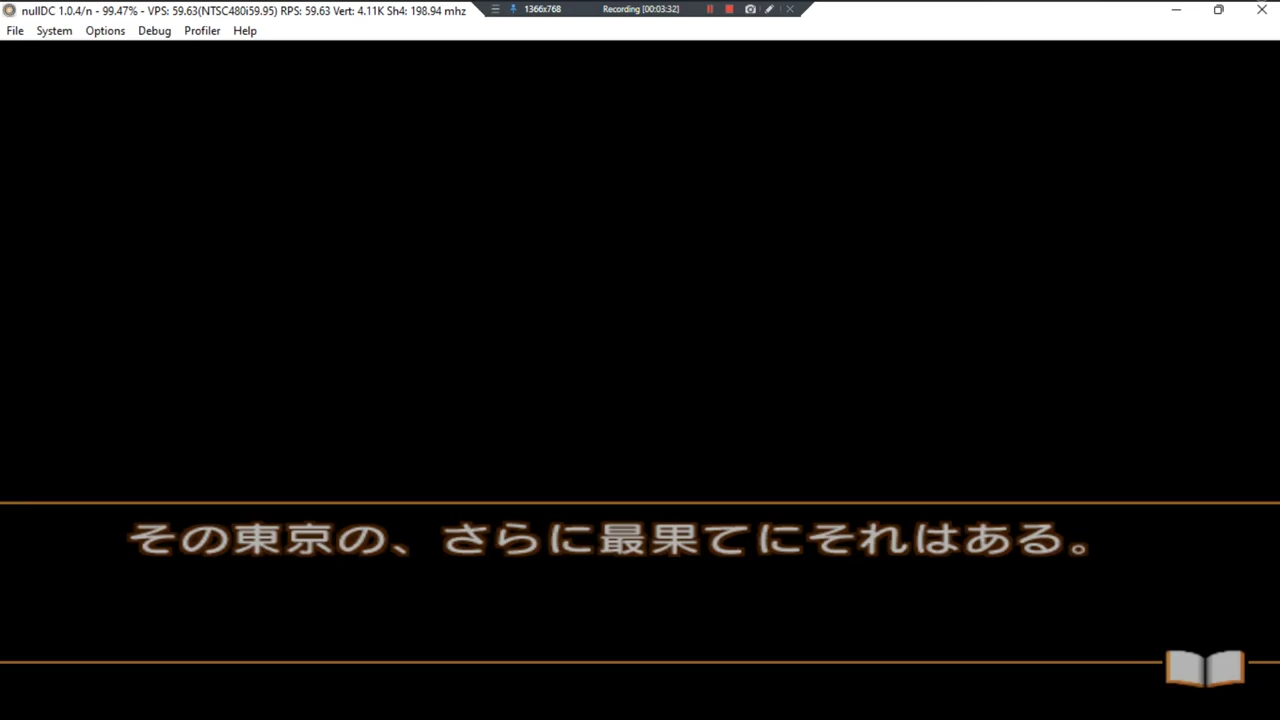 nullDC 1.0.4/n - 99.47% - VPS: 59.63(NTSC480i59.95) RPS: 59.63 Vert: 4.11K Sh4: 198.94 mhz
1366x768
Recording [00:03:32]
File System Options Debug Profiler Help
その東京の、さらに最果てにそれはある。